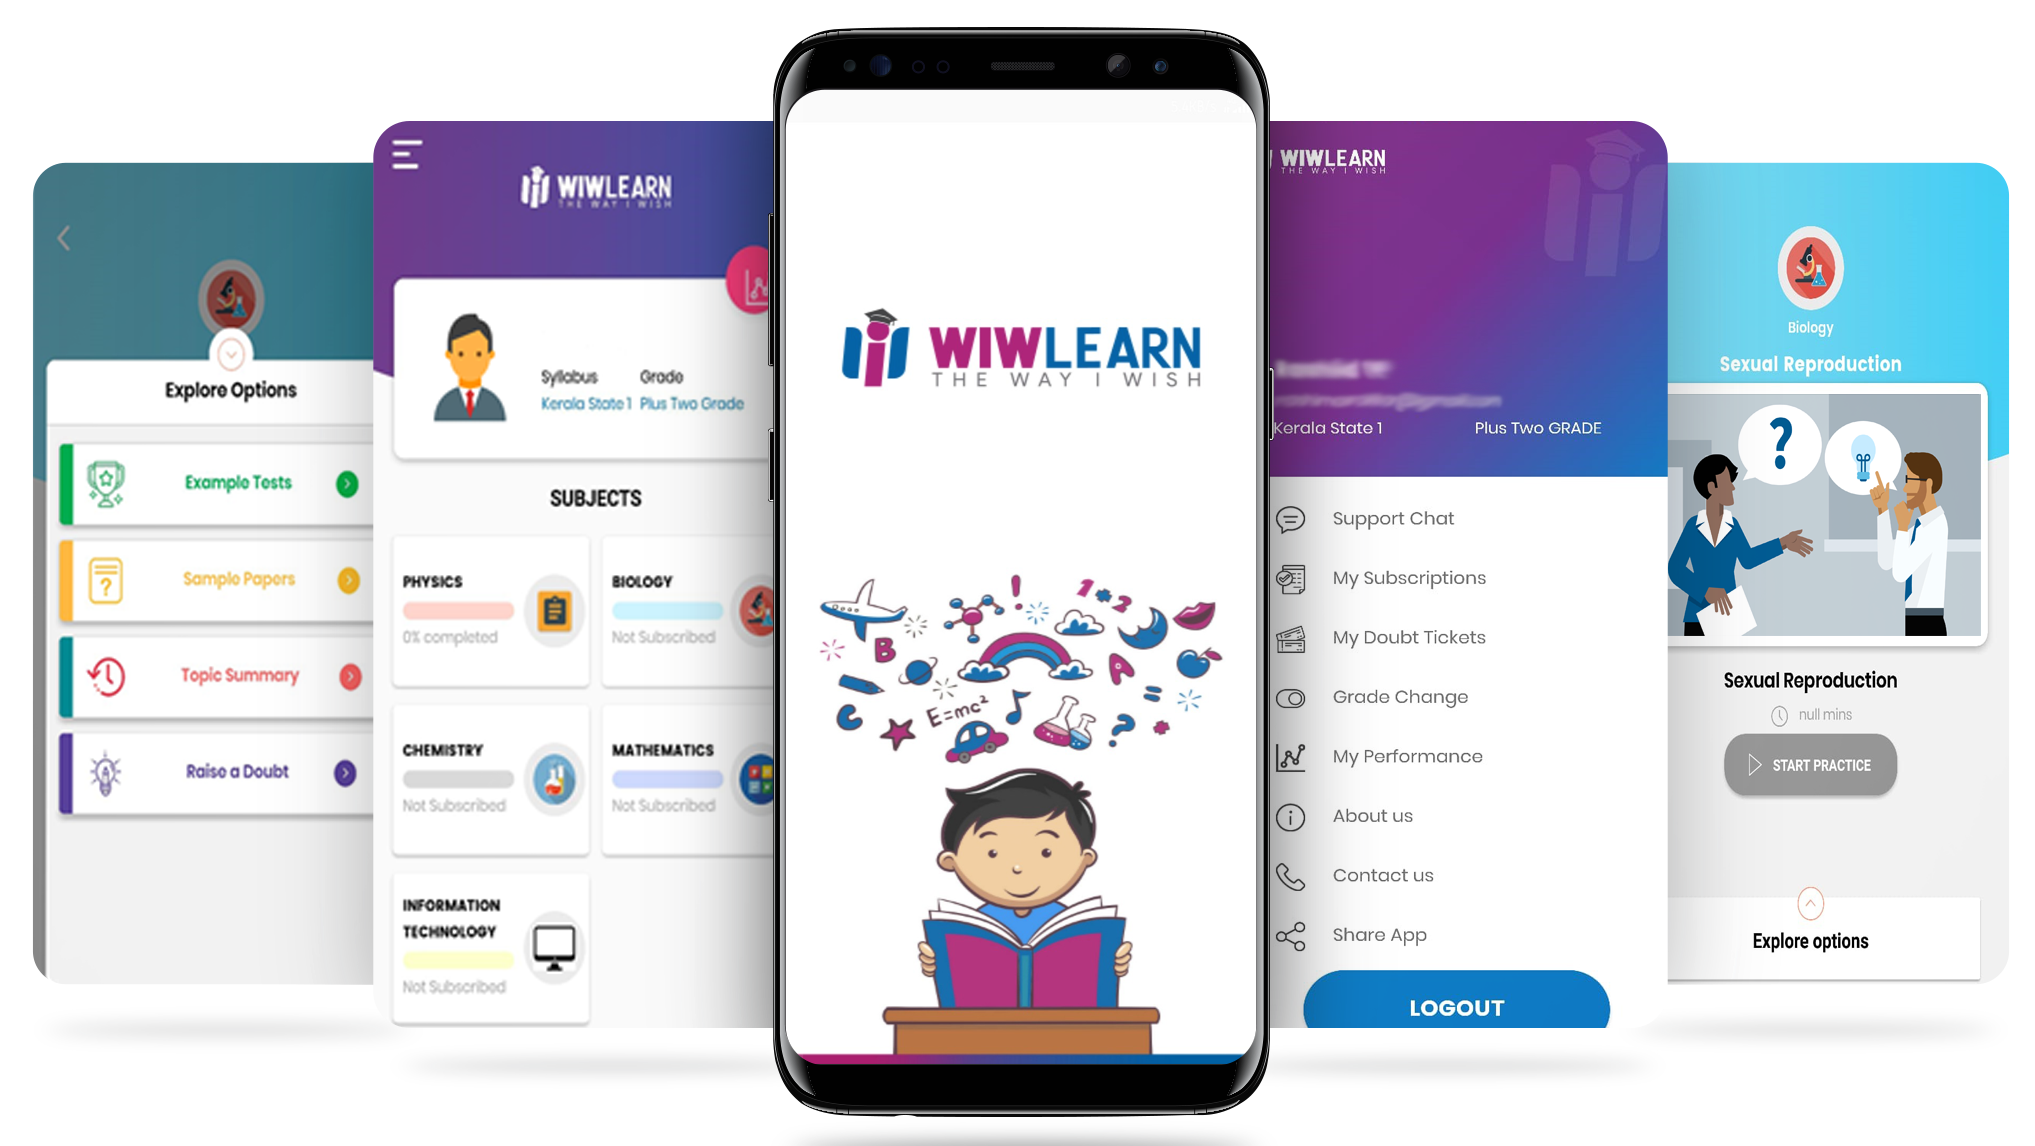 Explore Options
Example Tests
Sample Papers
Topic Summary
Raise a Doubt
WIWLEARN
THE WAY I WISH
Syllabus Grade
Kerala State 1 Plus Two Grade
SUBJECTS
PHYSICS
0% completed
BIOLOGY
Not Subscribed
CHEMISTRY
Not Subscribed
MATHEMATICS
Not Subscribed
INFORMATION
TECHNOLOGY
Not Subscribed
WIWLEARN
THE WAY I WISH
! 1 * 2
B
A
C E=mc² ? =
WIWLEARN
THE WAY I WISH
Kerala State 1 Plus Two GRADE
Support Chat
My Subscriptions
My Doubt Tickets
Grade Change
My Performance
About us
Contact us
Share App
LOGOUT
Biology
Sexual Reproduction
?
Sexual Reproduction
null mins
START PRACTICE
Explore options